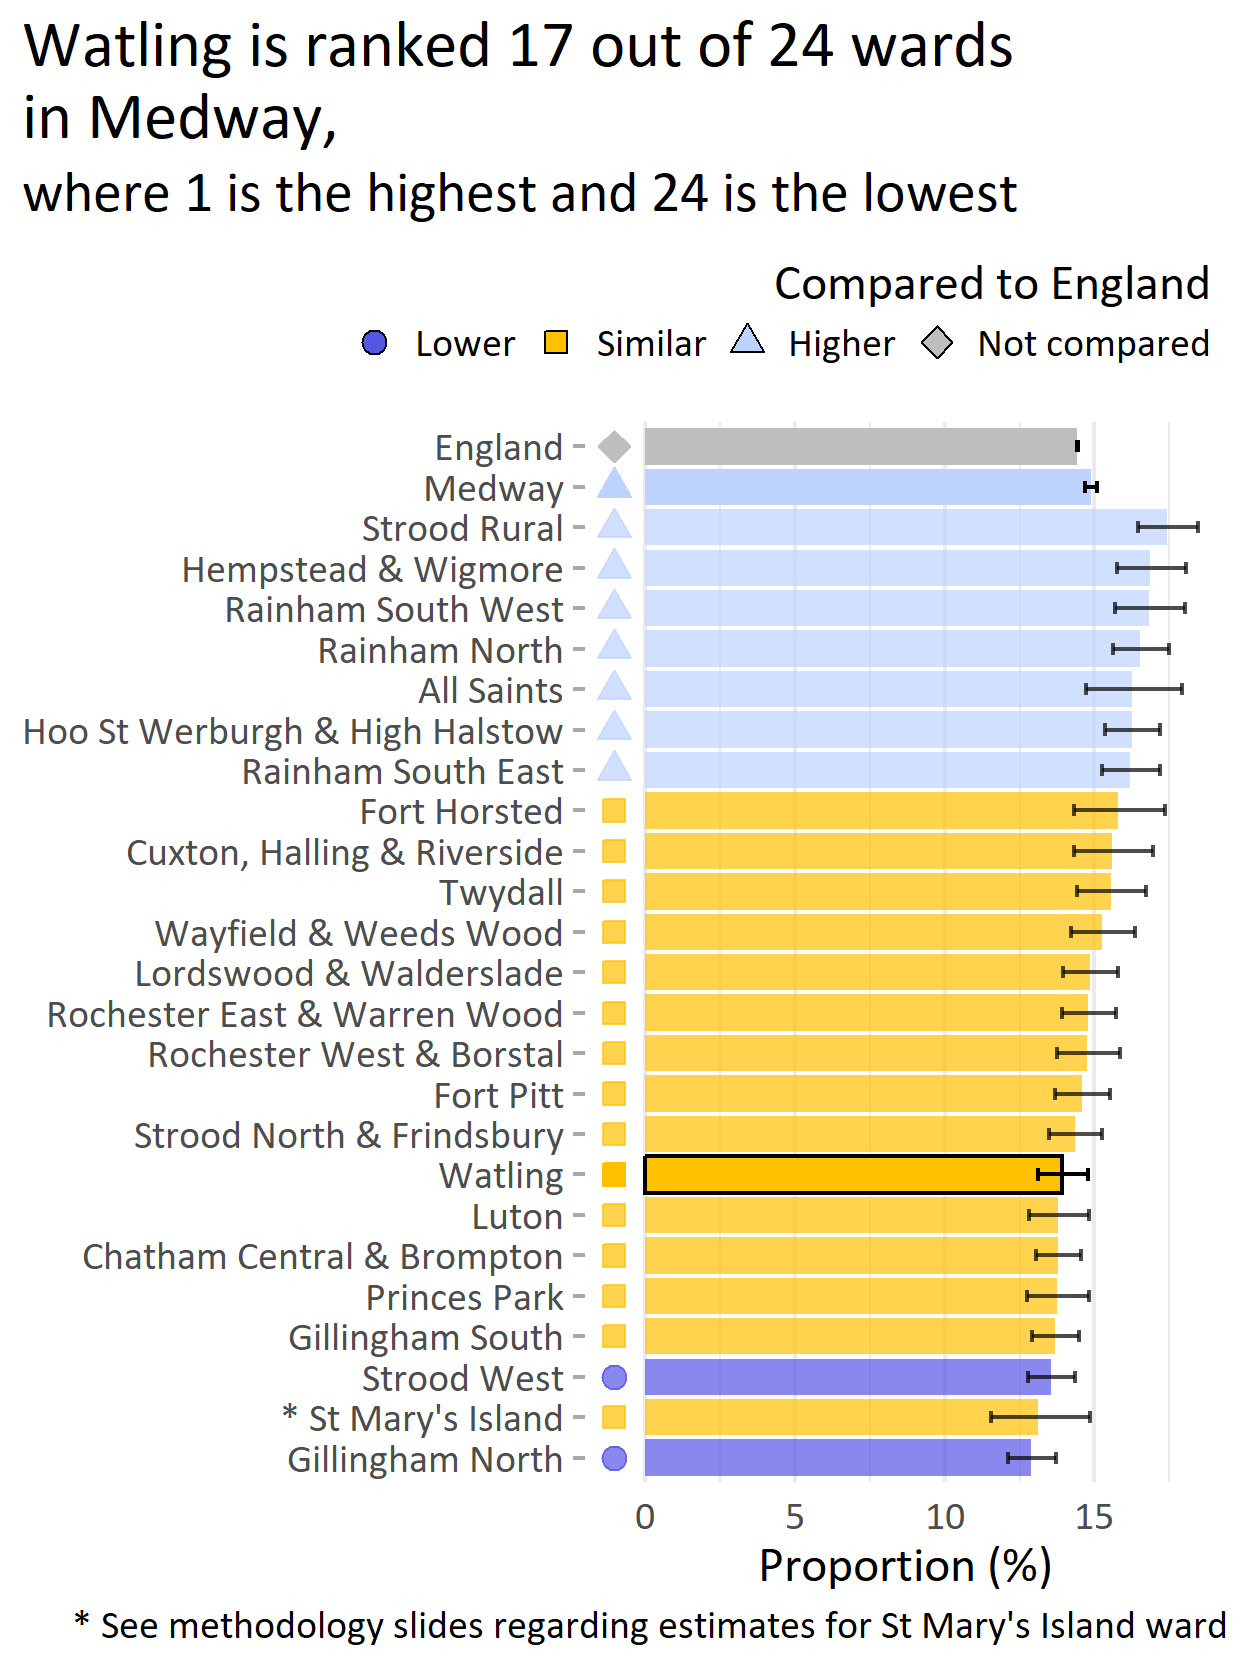 Watling is ranked 17 out of 24 wards
in Medway,
where 1 is the highest and 24 is the lowest
Compared to England
Lower Similar Higher Not compared
England
Medway
Strood Rural
Hempstead & Wigmore
Rainham South West
Rainham North
All Saints
Hoo St Werburgh & High Halstow
Rainham South East
Fort Horsted
Cuxton, Halling & Riverside
Twydall
Wayfield & Weeds Wood
Lordswood & Walderslade
Rochester East & Warren Wood
Rochester West & Borstal
Fort Pitt
Strood North & Frindsbury
Watling
Luton
Chatham Central & Brompton
Princes Park
Gillingham South
Strood West
* St Mary's Island
Gillingham North
0 5 10 15
Proportion (%)
* See methodology slides regarding estimates for St Mary's Island ward